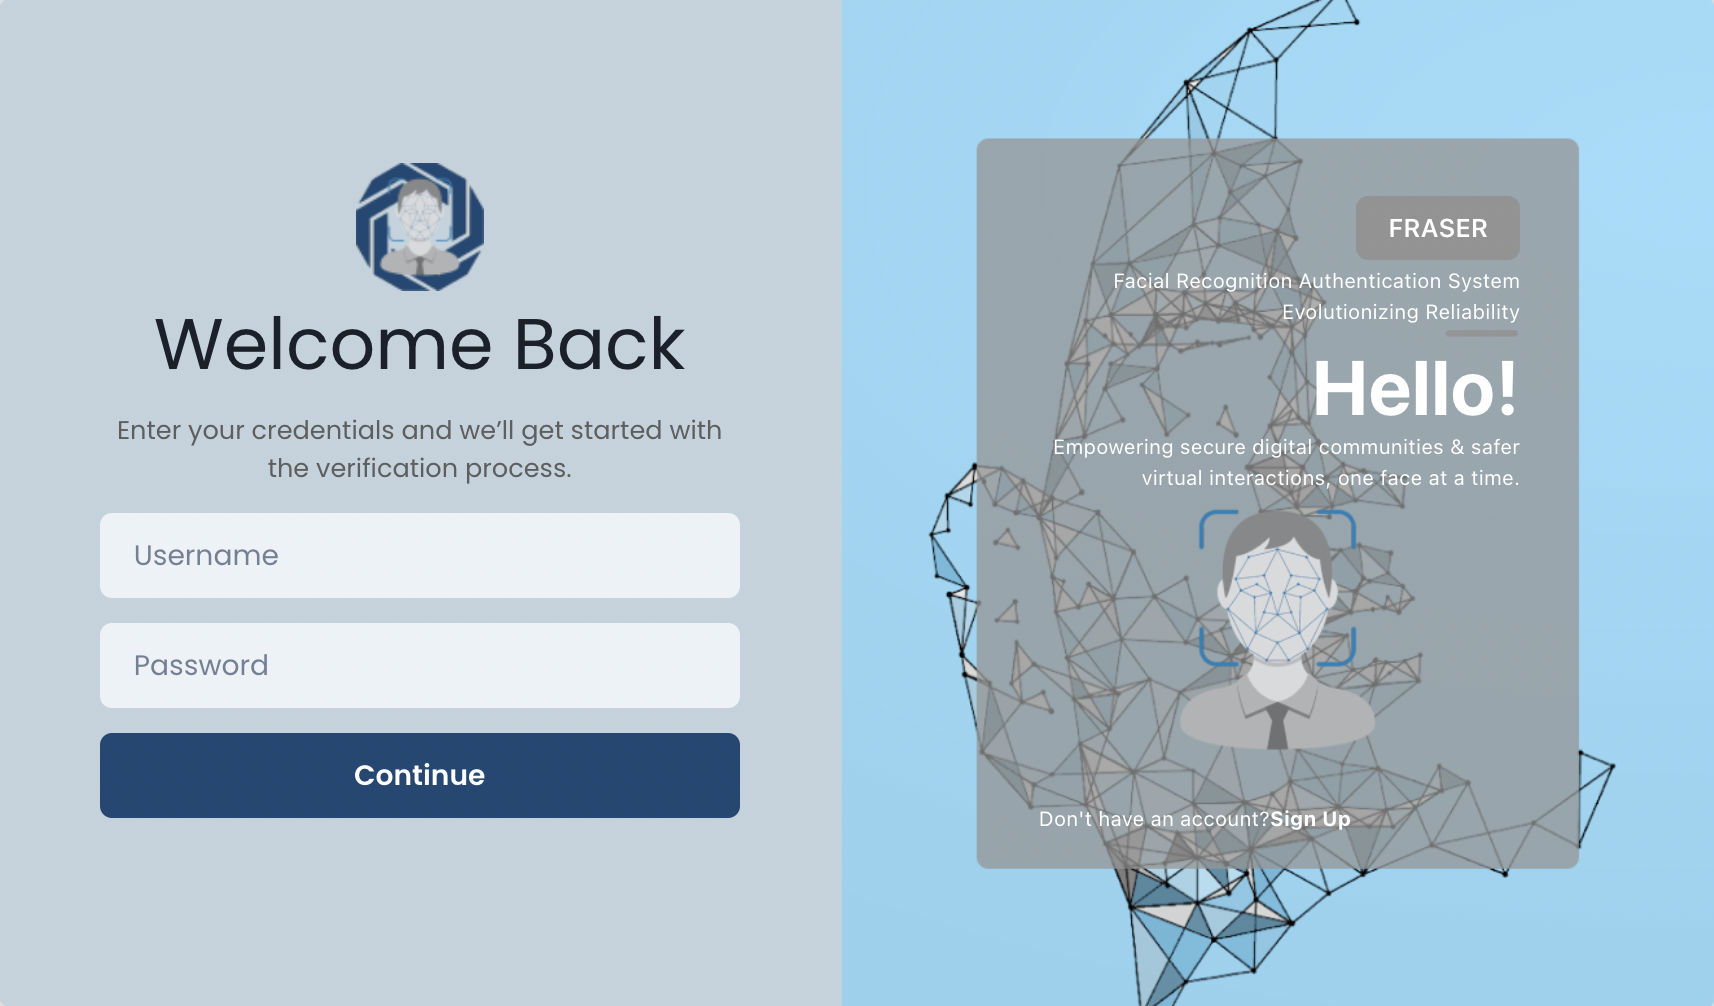 Welcome Back
Enter your credentials and we’ll get started with
the verification process.
Username
Password
Continue
FRASER
Facial Recognition Authentication System
Evolutionizing Reliability
Hello!
Empowering secure digital communities & safer
virtual interactions, one face at a time.
Don't have an account?Sign Up